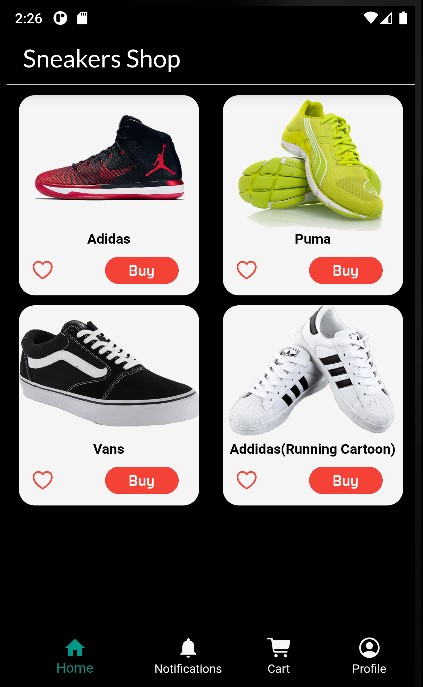 2:26
Sneakers Shop
Adidas
Puma
Buy
Buy
Vans
Addidas(Running Cartoon)
Buy
Buy
Home
Notifications
Cart
Profile